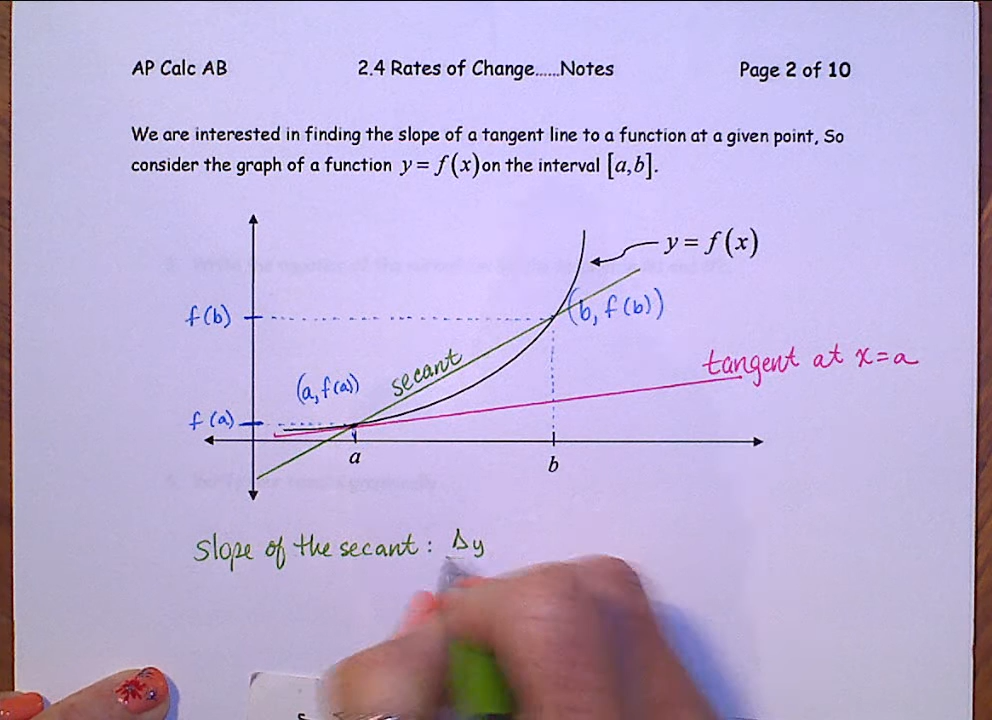 AP Calc AB 2.4 Rates of Change......Notes Page 2 of 10
We are interested in finding the slope of a tangent line to a function at a given point, So
consider the graph of a function y = f(x) on the interval [a,b].
y = f(x)
f(b)
(b, f(b))
secant
tangent at x=a
(a, f(a))
f(a)
a
b
slope of the secant : Δy